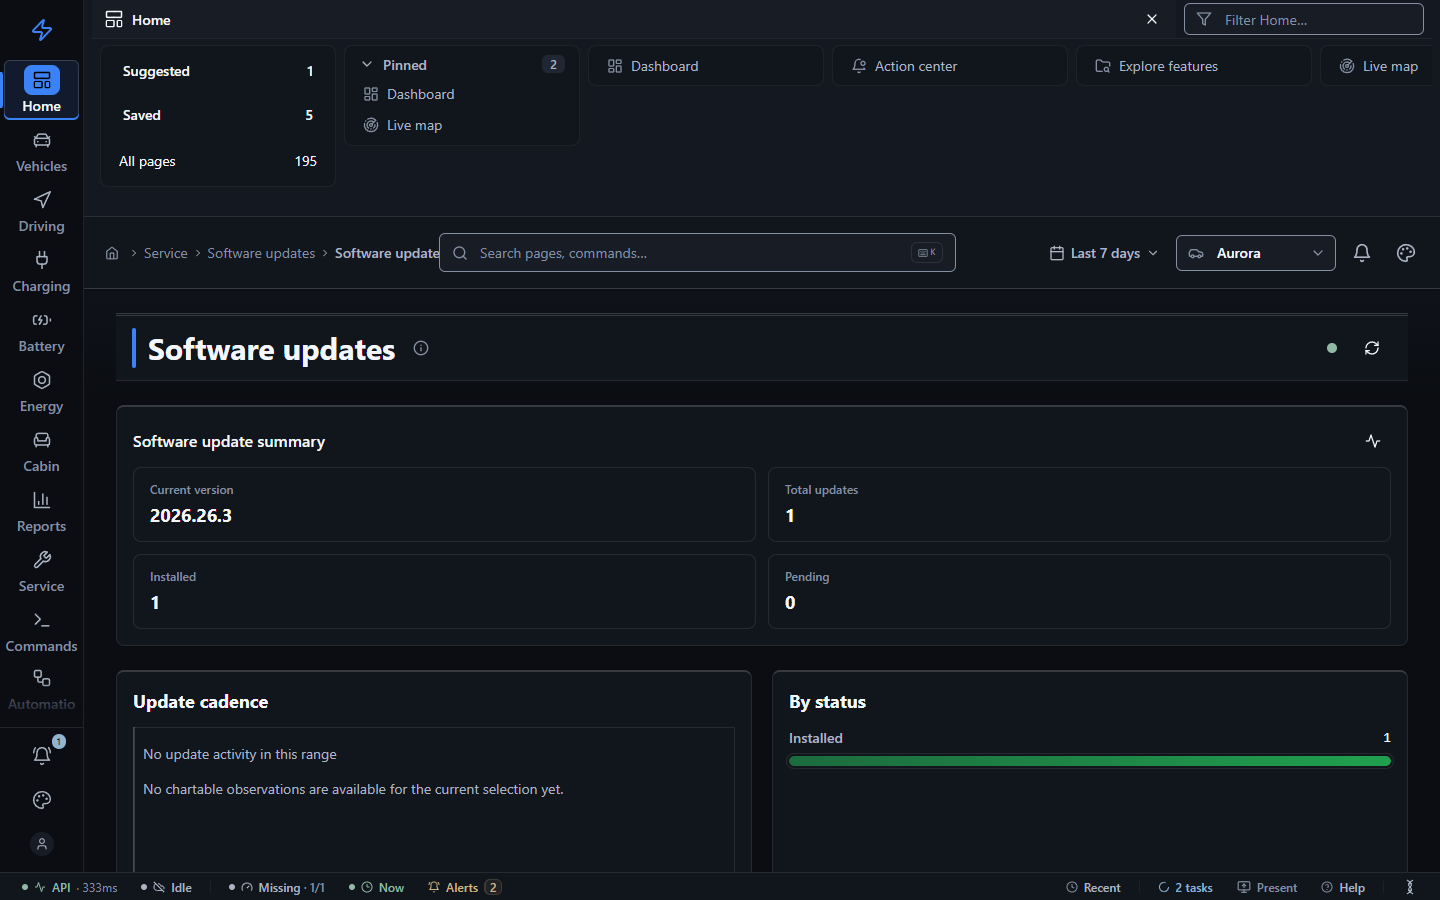 Home
Filter Home...
Suggested 1
Saved 5
All pages 195
Pinned 2
Dashboard
Live map
Dashboard
Action center
Explore features
Live map
Home
Vehicles
Driving
Charging
Battery
Energy
Cabin
Reports
Service
Commands
Automatio
1
Service > Software updates > Software update
Search pages, commands...
K
Last 7 days
Aurora
Software updates
Software update summary
Current version
2026.26.3
Total updates
1
Installed
1
Pending
0
Update cadence
No update activity in this range
No chartable observations are available for the current selection yet.
By status
Installed 1
API · 333ms
Idle
Missing · 1/1
Now
Alerts 2
Recent
2 tasks
Present
Help